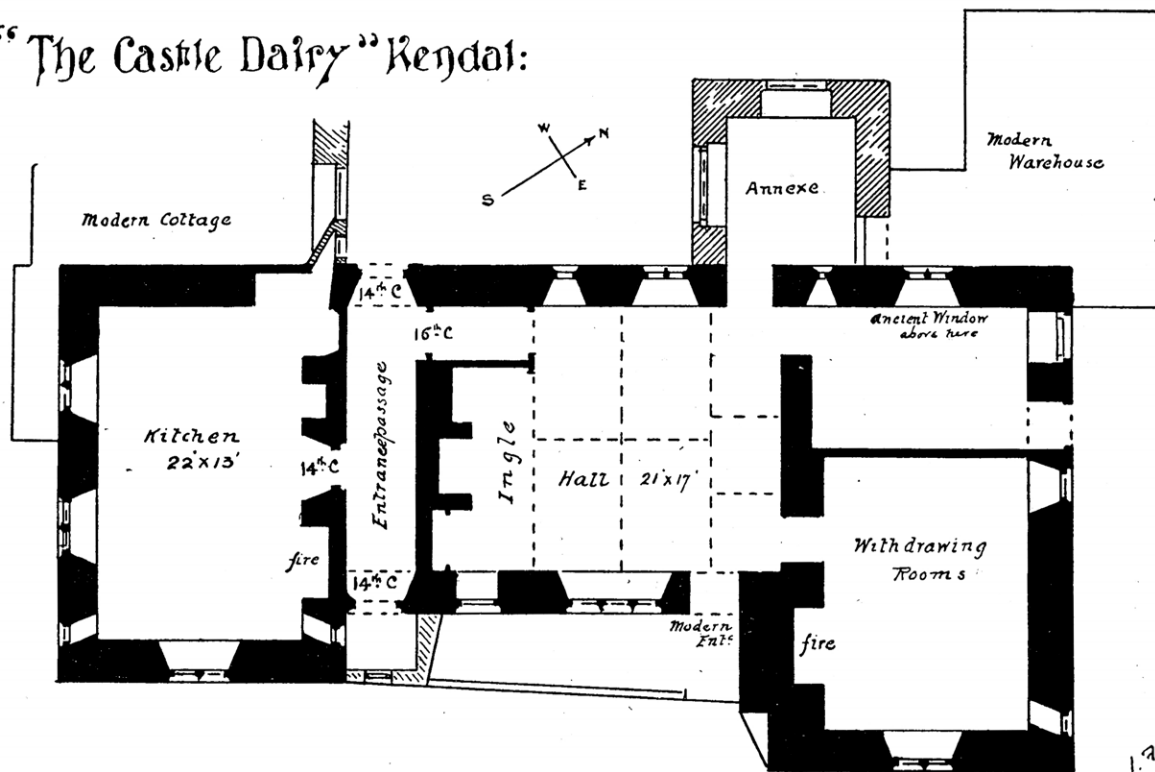 "The Castle Dairy" Kendal:
W
N
S
E
Modern
Warehouse
Annexe
Modern Cottage
14th C
16th C
Ancient Window
above here
Kitchen
22'x13'
14th C
Entrance passage
Ingle
Hall 21'x17'
fire
14th C
Withdrawing
Rooms
Modern
Entce
fire